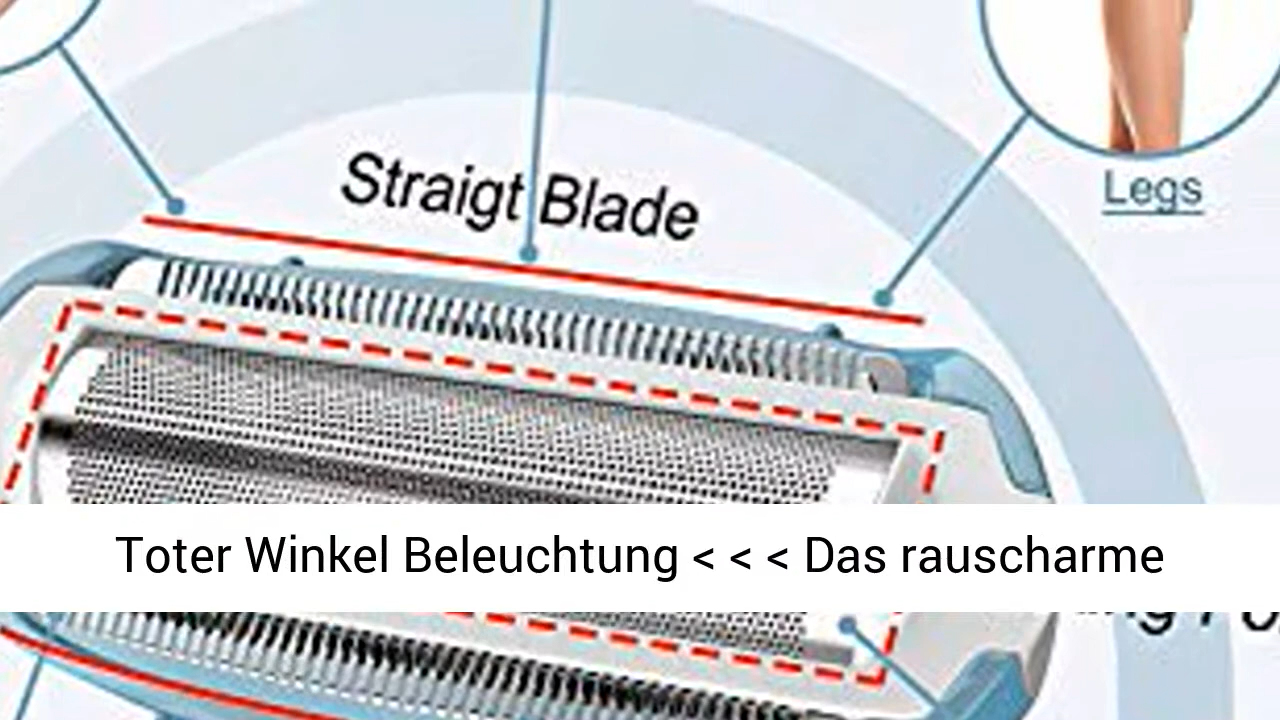 Straigt Blade
Legs
Toter Winkel Beleuchtung < < < Das rauscharme